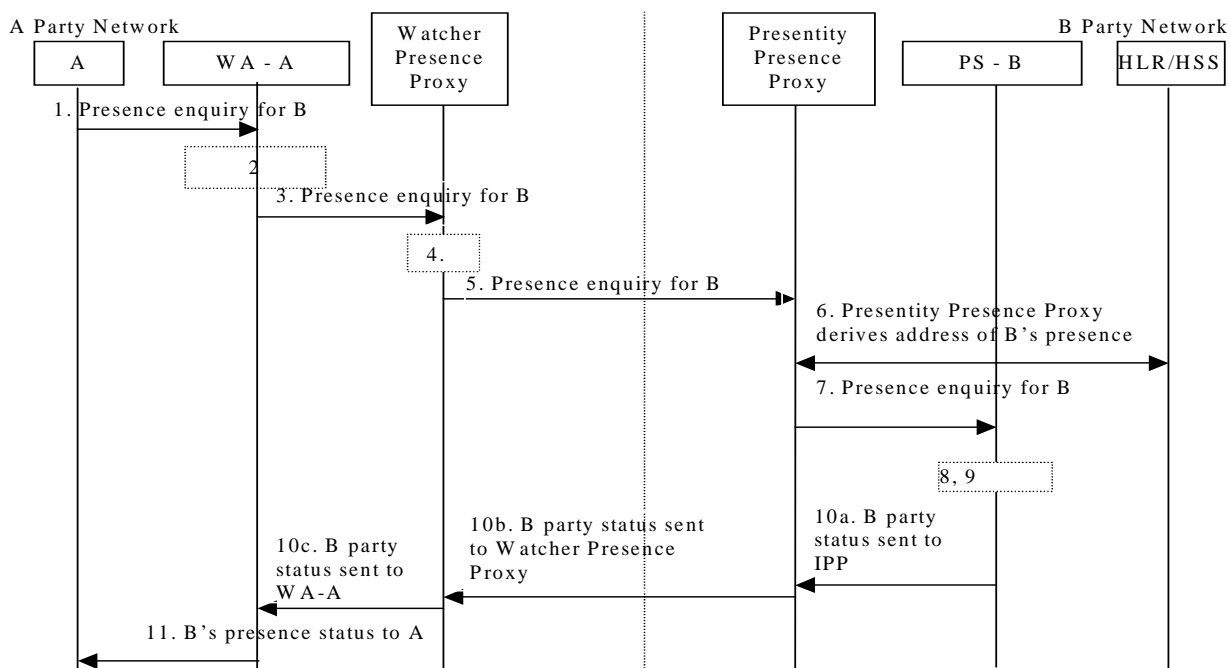 A Party Network
B Party Network
A
WA - A
Watcher
Presence
Proxy
Presentity
Presence
Proxy
PS - B
HLR/HSS
1. Presence enquiry for B
2
3. Presence enquiry for B
4.
5. Presence enquiry for B
6. Presentity Presence Proxy
derives address of B's presence
7. Presence enquiry for B
8, 9
10a. B party
status sent to
IPP
10b. B party status sent
to Watcher Presence
Proxy
10c. B party
status sent to
WA-A
11. B's presence status to A